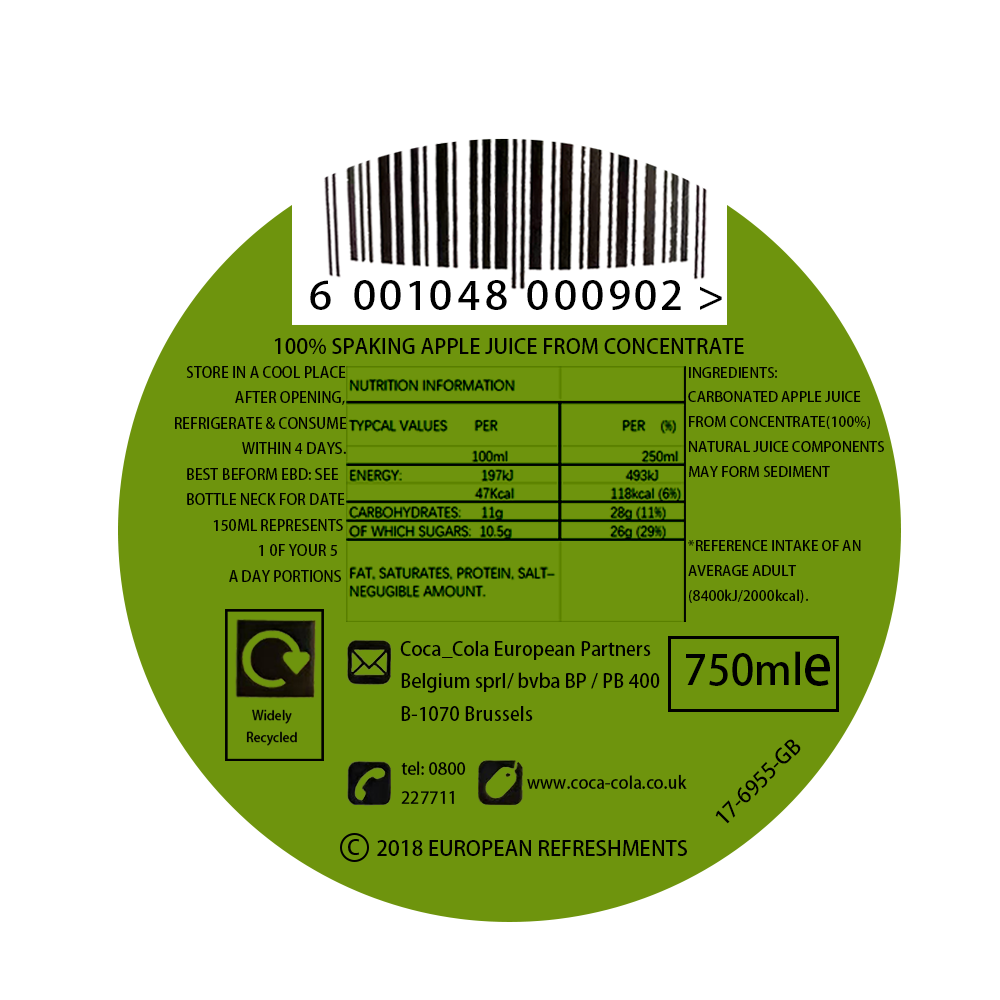 6 001048 000902 >
100% SPAKING APPLE JUICE FROM CONCENTRATE
STORE IN A COOL PLACE
AFTER OPENING,
REFRIGERATE & CONSUME
WITHIN 4 DAYS.
BEST BEFORM EBD: SEE
BOTTLE NECK FOR DATE
150ML REPRESENTS
1 0F YOUR 5
A DAY PORTIONS
NUTRITION INFORMATION
TYPCAL VALUES PER PER (%)
100ml 250ml
ENERGY: 197kJ 493kJ
47Kcal 118kcal (6%)
CARBOHYDRATES: 11g 28g (11%)
OF WHICH SUGARS: 10.5g 26g (29%)
FAT, SATURATES, PROTEIN, SALT–
NEGUGIBLE AMOUNT.
INGREDIENTS:
CARBONATED APPLE JUICE
FROM CONCENTRATE(100%)
NATURAL JUICE COMPONENTS
MAY FORM SEDIMENT
*REFERENCE INTAKE OF AN
AVERAGE ADULT
(8400kJ/2000kcal).
Widely
Recycled
Coca_Cola European Partners
Belgium sprl/ bvba BP / PB 400
B-1070 Brussels
750mle
tel: 0800
227711
www.coca-cola.co.uk
17-6955-GB
© 2018 EUROPEAN REFRESHMENTS